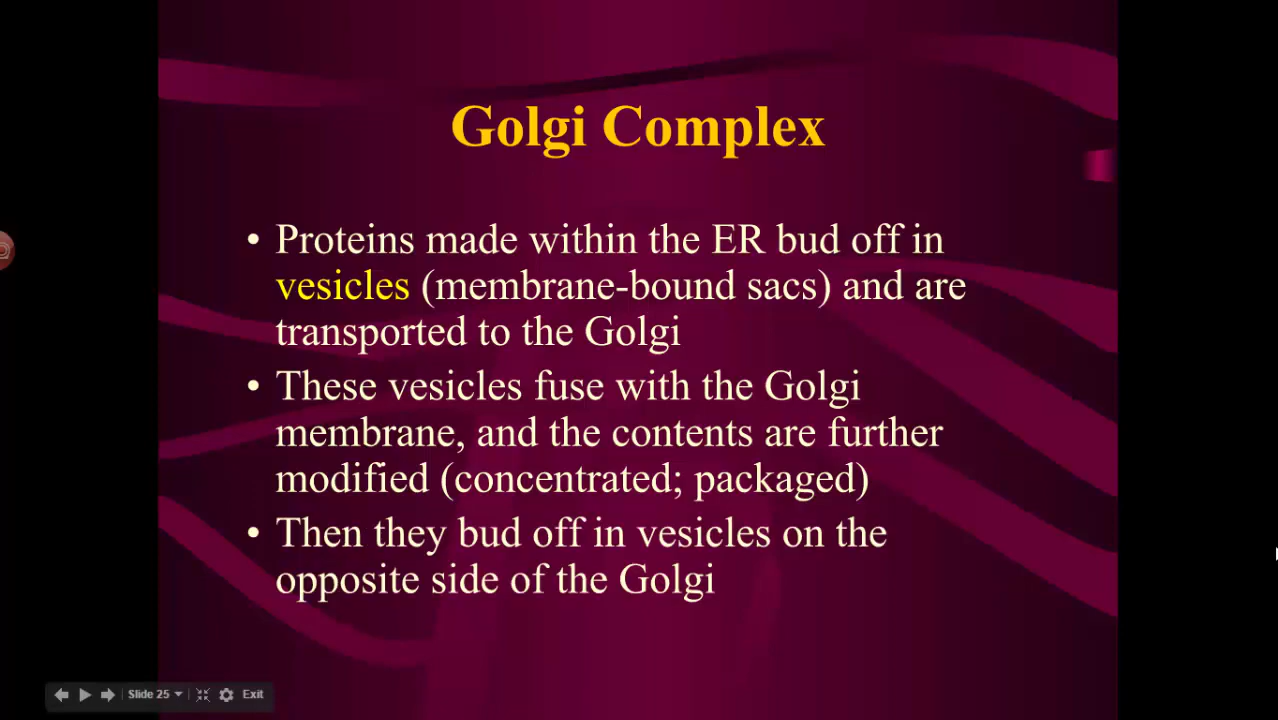 Golgi Complex
• Proteins made within the ER bud off in
vesicles (membrane-bound sacs) and are
transported to the Golgi
• These vesicles fuse with the Golgi
membrane, and the contents are further
modified (concentrated; packaged)
• Then they bud off in vesicles on the
opposite side of the Golgi
Slide 25 Exit